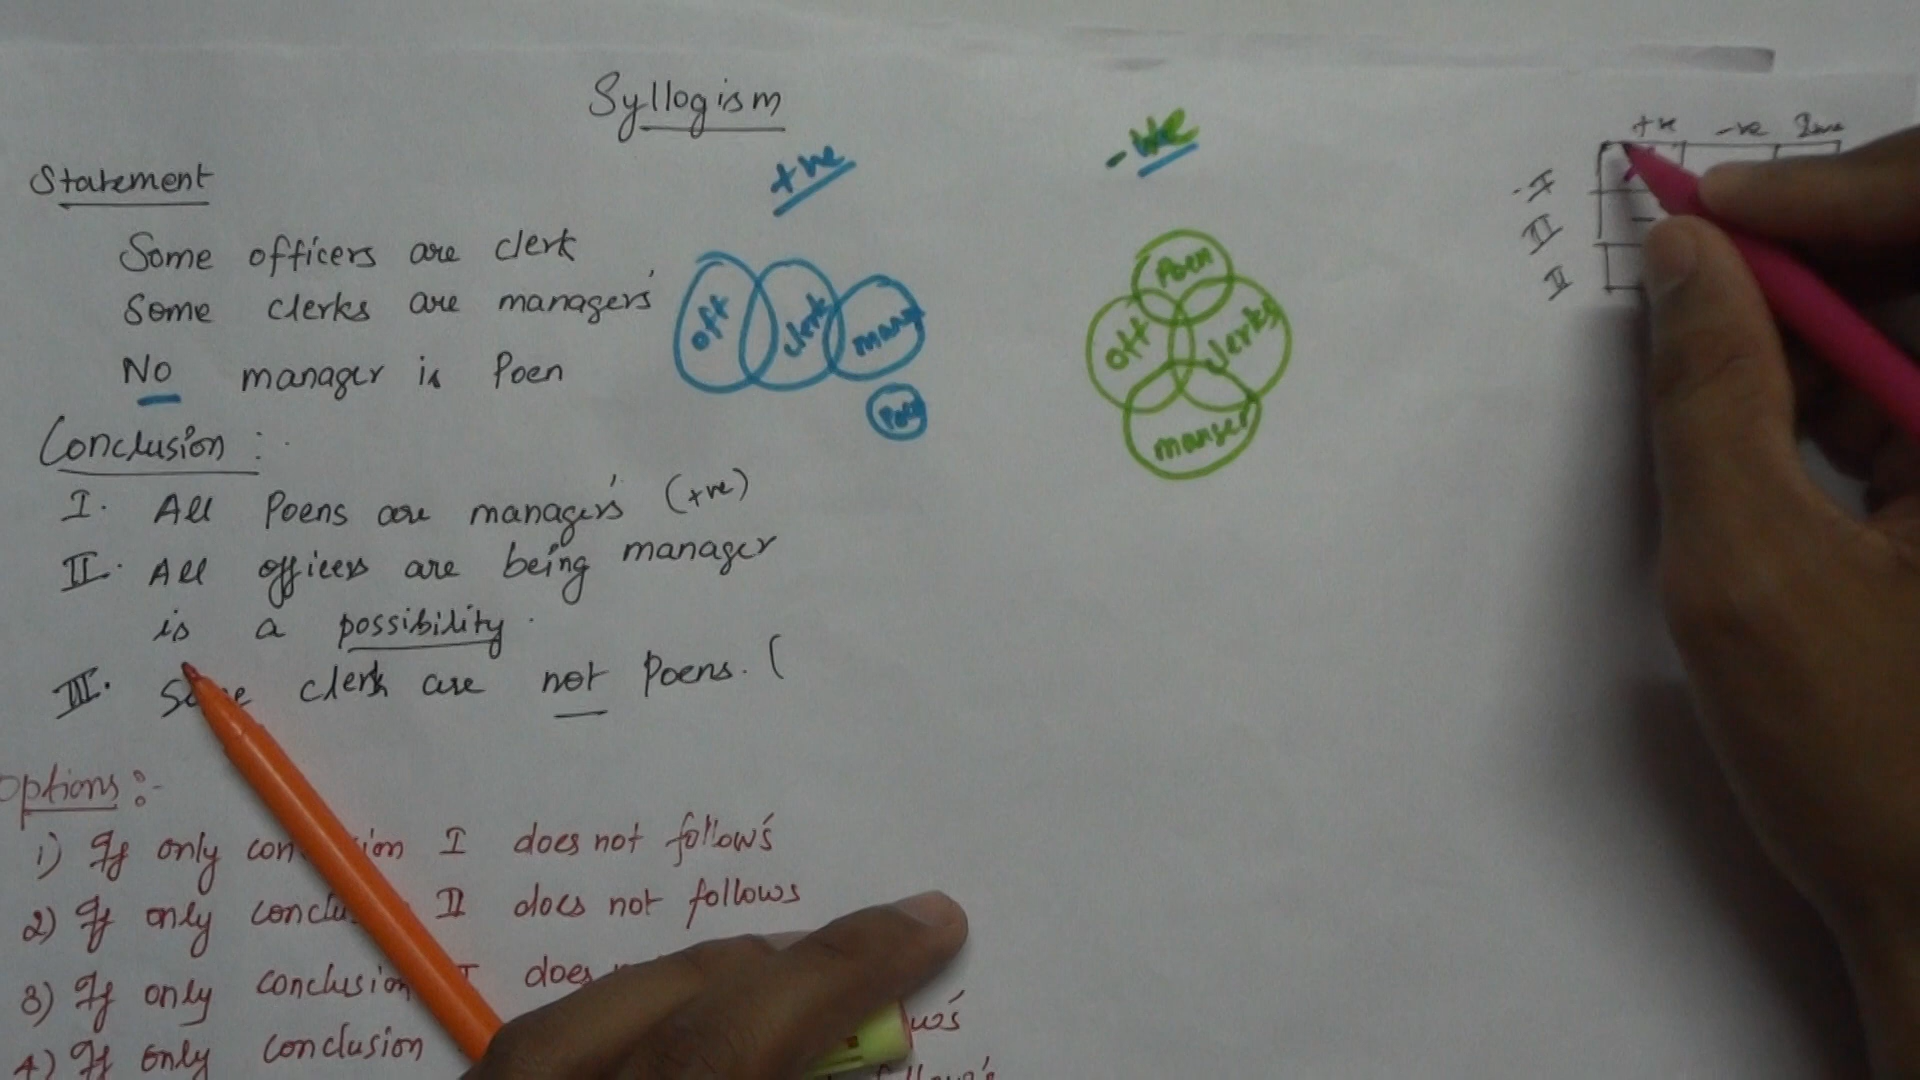 Syllogism
Statement
Some officers are clerk
Some clerks are managers
No manager is Poen
+ve
off clerk mang
Poen
-ve
Poen
off clerks
manger
+ve -ve
I
II
II
Conclusion :
I. All Poens are managers (+ve)
II. All officers are being manager
is a possibility.
III. clerk are not Poens. (
Options :-
1) If only I does not follow's
2) If only II does not follows
3) If only conclusion
4) If only conclusion